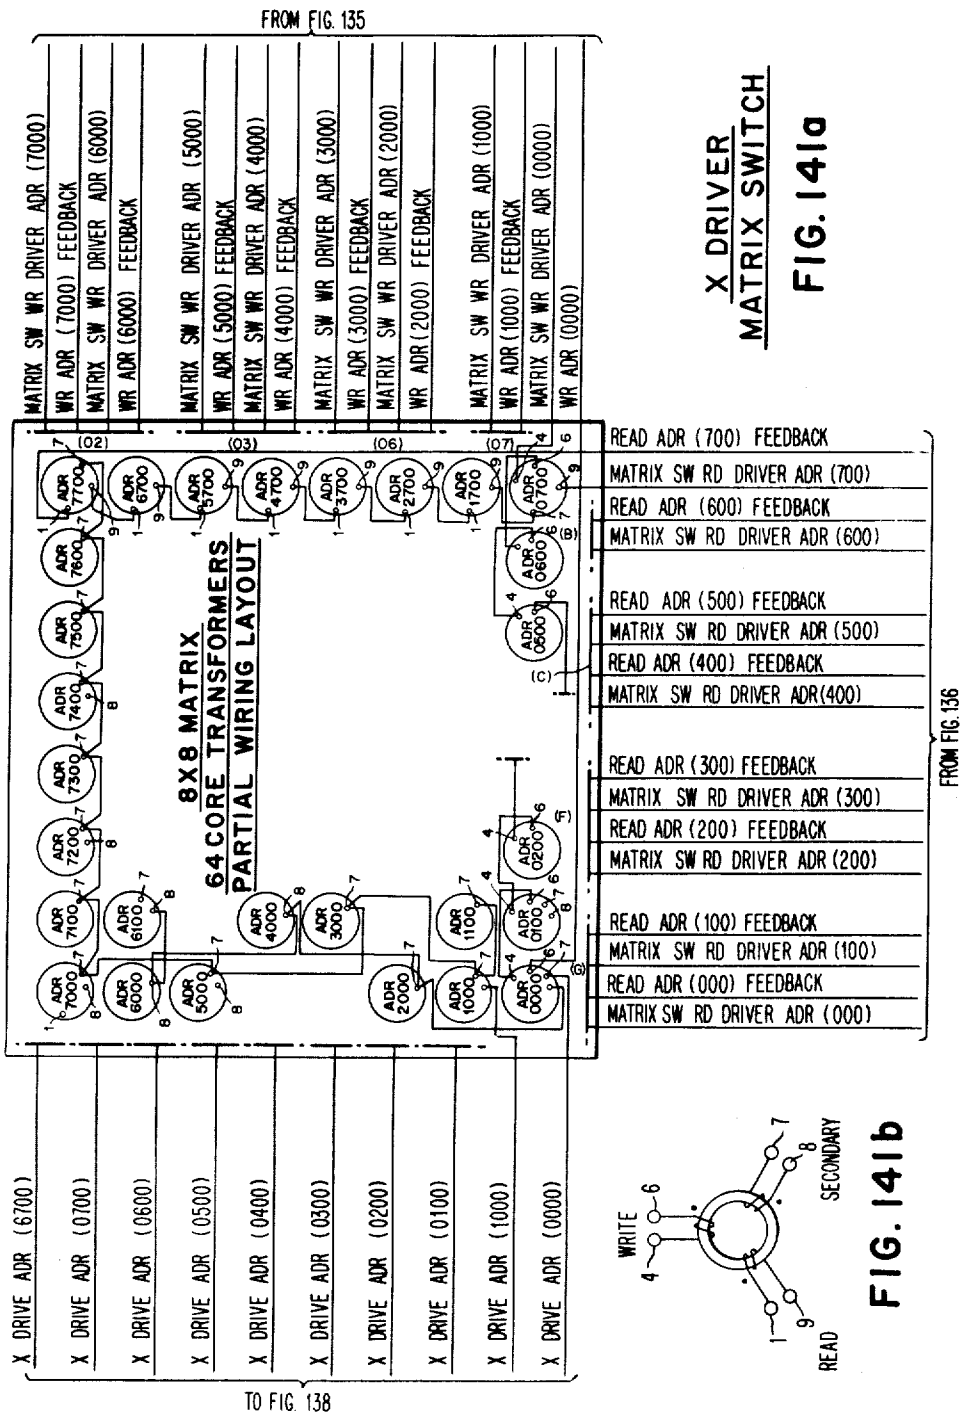 FROM FIG. 135
MATRIX SW WR DRIVER ADR (7000)
WR ADR (7000) FEEDBACK
MATRIX SW WR DRIVER ADR (6000)
WR ADR (6000) FEEDBACK
MATRIX SW WR DRIVER ADR (5000)
WR ADR (5000) FEEDBACK
MATRIX SW WR DRIVER ADR (4000)
WR ADR (4000) FEEDBACK
MATRIX SW WR DRIVER ADR (3000)
WR ADR (3000) FEEDBACK
MATRIX SW WR DRIVER ADR (2000)
WR ADR (2000) FEEDBACK
MATRIX SW WR DRIVER ADR (1000)
WR ADR (1000) FEEDBACK
MATRIX SW WR DRIVER ADR (0000)
WR ADR (0000)
X DRIVER
MATRIX SWITCH
FIG. 141a
(02)
(03)
(06)
(07)
READ ADR (700) FEEDBACK
MATRIX SW RD DRIVER ADR (700)
READ ADR (600) FEEDBACK
MATRIX SW RD DRIVER ADR (600)
READ ADR (500) FEEDBACK
MATRIX SW RD DRIVER ADR (500)
READ ADR (400) FEEDBACK
MATRIX SW RD DRIVER ADR (400)
READ ADR (300) FEEDBACK
MATRIX SW RD DRIVER ADR (300)
READ ADR (200) FEEDBACK
MATRIX SW RD DRIVER ADR (200)
READ ADR (100) FEEDBACK
MATRIX SW RD DRIVER ADR (100)
READ ADR (000) FEEDBACK
MATRIX SW RD DRIVER ADR (000)
FROM FIG. 136
8X8 MATRIX
64 CORE TRANSFORMERS
PARTIAL WIRING LAYOUT
ADR 7700
ADR 6700
ADR 5700
ADR 4700
ADR 3700
ADR 2700
ADR 1700
ADR 0700
ADR 7600
ADR 0600
(B)
ADR 7500
ADR 0500
(C)
ADR 7400
ADR 7300
ADR 7200
ADR 0200
(F)
ADR 7100
ADR 6100
ADR 4000
ADR 3000
ADR 1100
ADR 0100
ADR 7000
ADR 6000
ADR 5000
ADR 2000
ADR 1000
ADR 0000
(G)
X DRIVE ADR (6700)
X DRIVE ADR (0700)
X DRIVE ADR (0600)
X DRIVE ADR (0500)
X DRIVE ADR (0400)
X DRIVE ADR (0300)
X DRIVE ADR (0200)
X DRIVE ADR (0100)
X DRIVE ADR (1000)
X DRIVE ADR (0000)
TO FIG. 138
WRITE
4 6
7
8
SECONDARY
1
9
READ
FIG. 141b